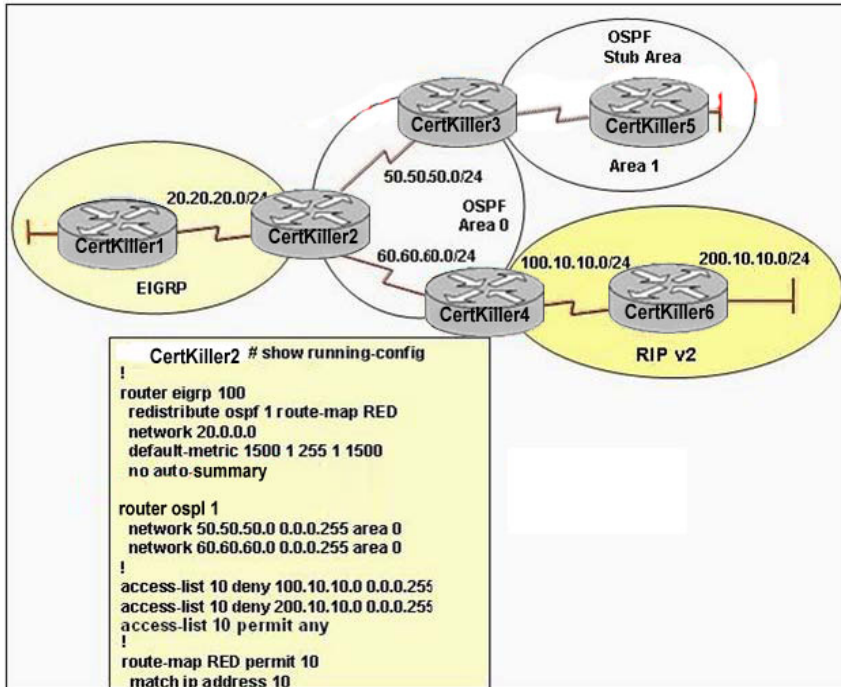 OSPF
Stub Area
CertKiller3
CertKiller5
Area 1
50.50.50.0/24
20.20.20.0/24
OSPF
Area 0
CertKiller1
CertKiller2
EIGRP
60.60.60.0/24
100.10.10.0/24
200.10.10.0/24
CertKiller4
CertKiller6
RIP v2
CertKiller2 # show running-config
!
router eigrp 100
redistribute ospf 1 route-map RED
network 20.0.0.0
default-metric 1500 1 255 1 1500
no auto-summary
router ospl 1
network 50.50.50.0 0.0.0.255 area 0
network 60.60.60.0 0.0.0.255 area 0
!
access-list 10 deny 100.10.10.0 0.0.0.255
access-list 10 deny 200.10.10.0 0.0.0.255
access-list 10 permit any
!
route-map RED permit 10
match ip address 10